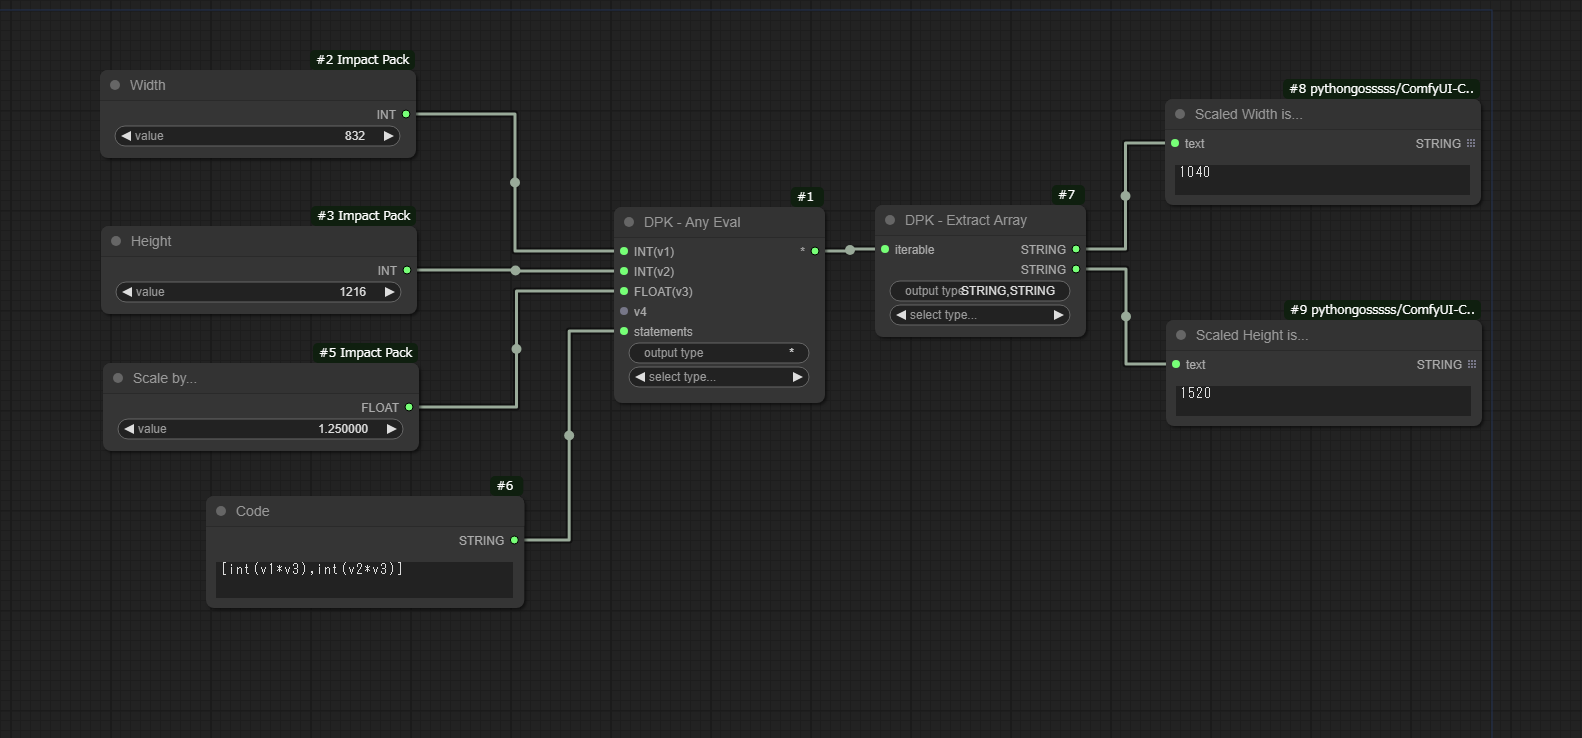 #2 Impact Pack
Width
INT
value 832
#3 Impact Pack
Height
INT
value 1216
#5 Impact Pack
Scale by...
FLOAT
value 1.250000
#6
Code
STRING
[int(v1*v3),int(v2*v3)]
#1
DPK - Any Eval
INT(v1) *
INT(v2)
FLOAT(v3)
v4
statements
output type *
select type...
#7
DPK - Extract Array
iterable STRING
STRING
output type STRING,STRING
select type...
#8 pythongosssss/ComfyUI-C..
Scaled Width is...
text STRING
1040
#9 pythongosssss/ComfyUI-C..
Scaled Height is...
text STRING
1520